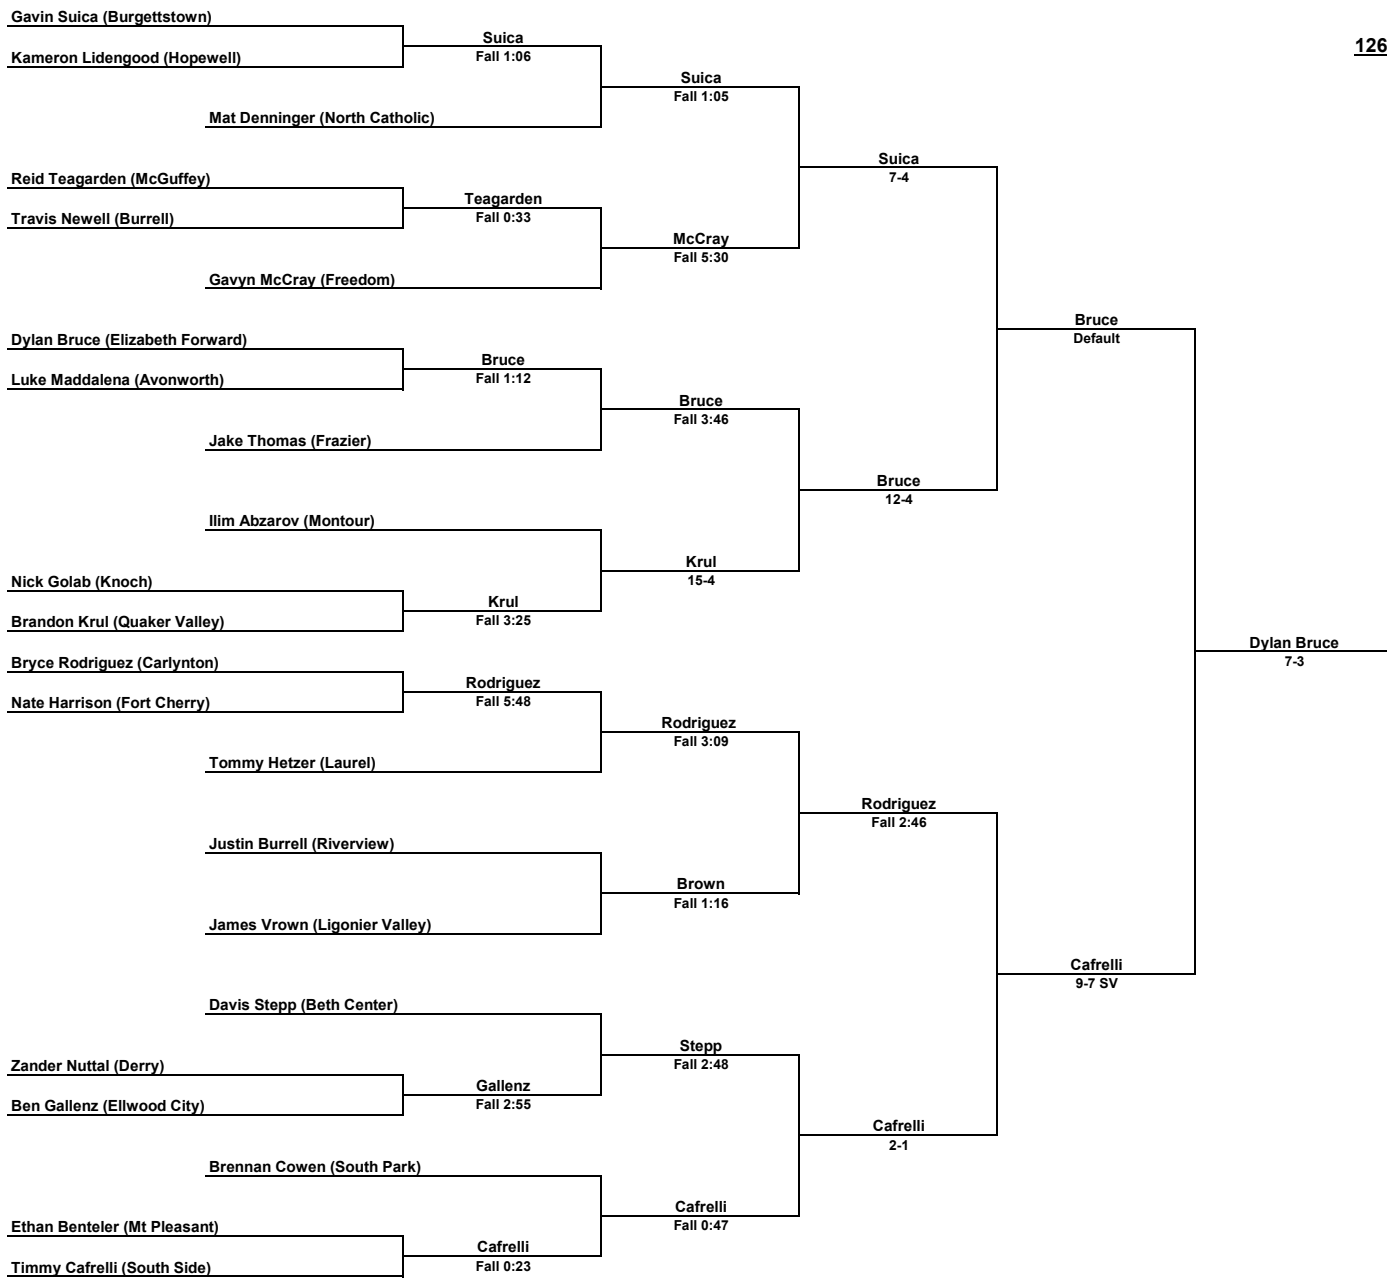 Gavin Suica (Burgettstown)
Suica
126
Kameron Lidengood (Hopewell)
Fall 1:06
Suica
Fall 1:05
Mat Denninger (North Catholic)
Suica
7-4
Reid Teagarden (McGuffey)
Teagarden
Travis Newell (Burrell)
Fall 0:33
McCray
Fall 5:30
Gavyn McCray (Freedom)
Bruce
Default
Dylan Bruce (Elizabeth Forward)
Bruce
Luke Maddalena (Avonworth)
Fall 1:12
Bruce
Fall 3:46
Jake Thomas (Frazier)
Bruce
12-4
Ilim Abzarov (Montour)
Krul
15-4
Nick Golab (Knoch)
Krul
Brandon Krul (Quaker Valley)
Fall 3:25
Dylan Bruce
7-3
Bryce Rodriguez (Carlynton)
Rodriguez
Nate Harrison (Fort Cherry)
Fall 5:48
Rodriguez
Fall 3:09
Tommy Hetzer (Laurel)
Rodriguez
Fall 2:46
Justin Burrell (Riverview)
Brown
Fall 1:16
James Vrown (Ligonier Valley)
Cafrelli
9-7 SV
Davis Stepp (Beth Center)
Stepp
Fall 2:48
Zander Nuttal (Derry)
Gallenz
Ben Gallenz (Ellwood City)
Fall 2:55
Cafrelli
2-1
Brennan Cowen (South Park)
Cafrelli
Fall 0:47
Ethan Benteler (Mt Pleasant)
Cafrelli
Timmy Cafrelli (South Side)
Fall 0:23